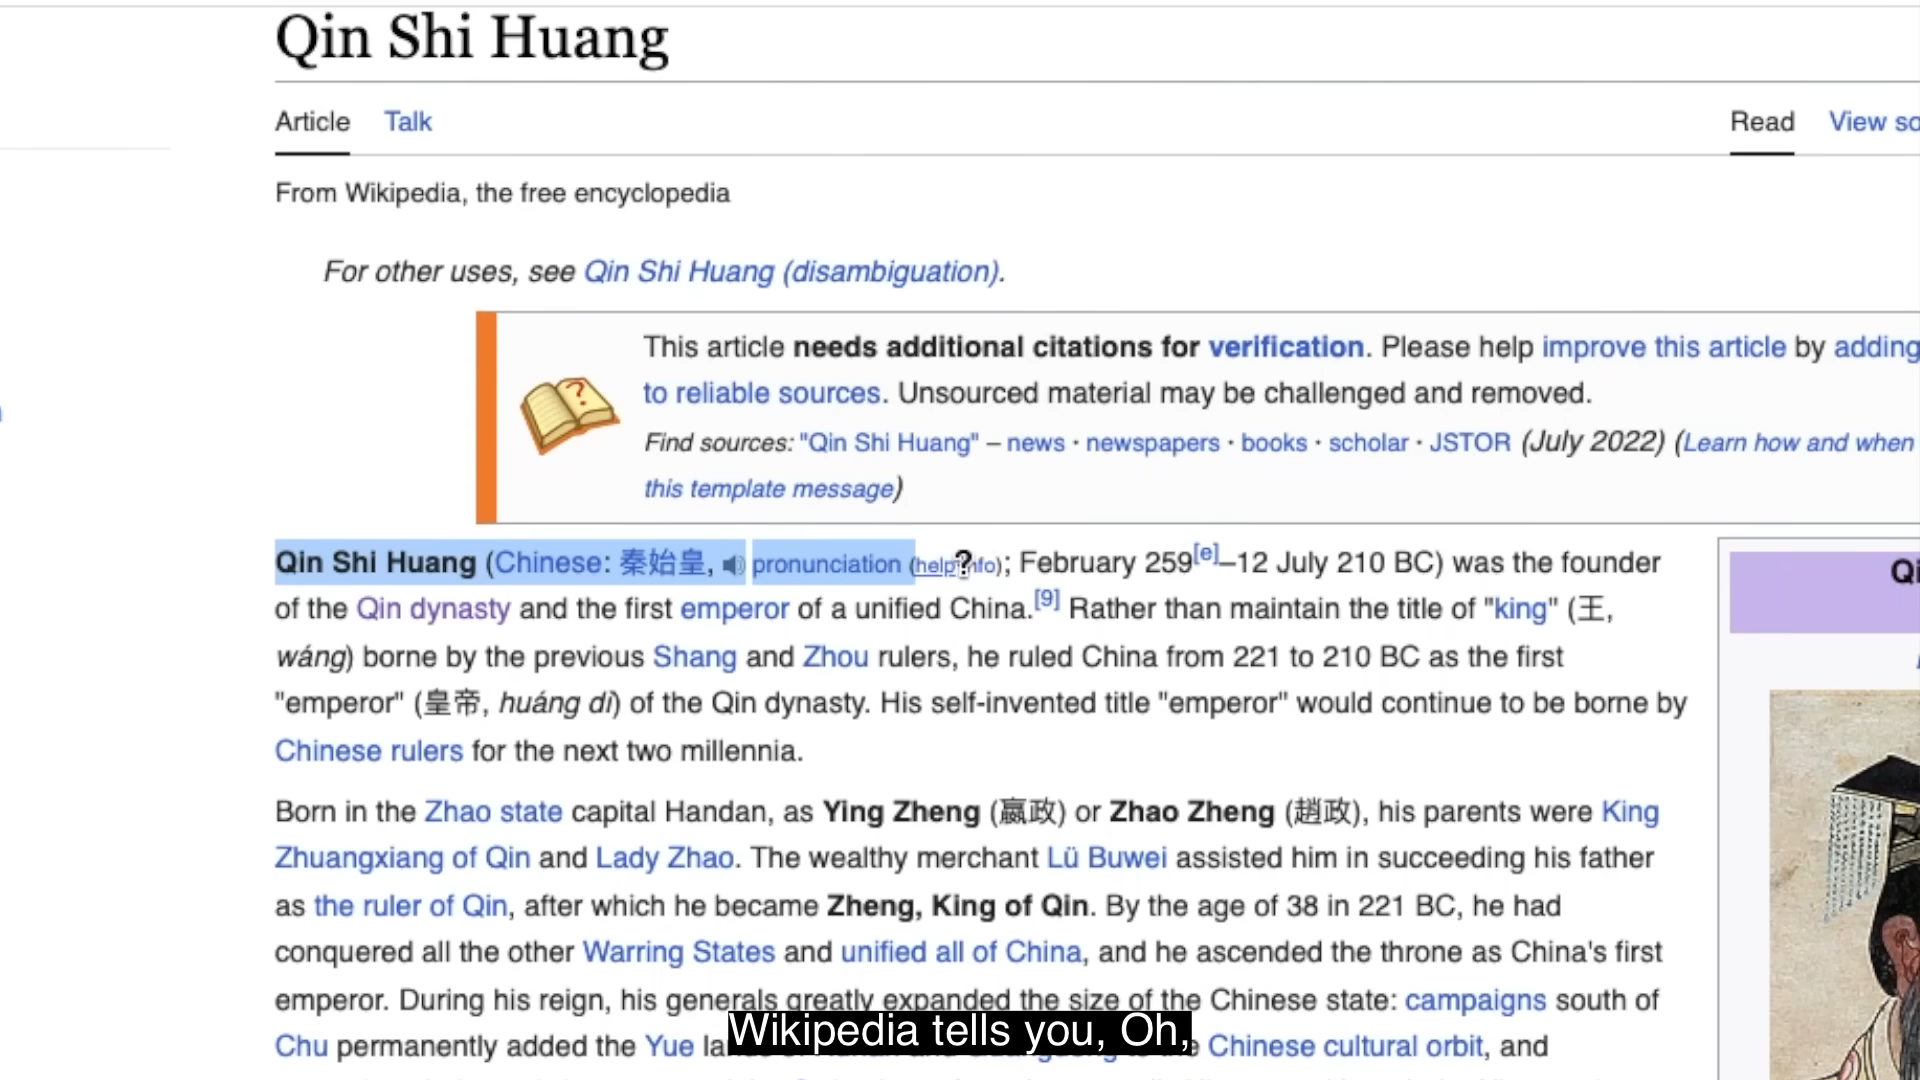 Qin Shi Huang
Article Talk Read View so
From Wikipedia, the free encyclopedia
For other uses, see Qin Shi Huang (disambiguation).
This article needs additional citations for verification. Please help improve this article by adding
to reliable sources. Unsourced material may be challenged and removed.
Find sources: "Qin Shi Huang" – news · newspapers · books · scholar · JSTOR (July 2022) (Learn how and when
this template message)
Qin Shi Huang (Chinese: 秦始皇, pronunciation (help nfo); February 259[e]–12 July 210 BC) was the founder
Qi
of the Qin dynasty and the first emperor of a unified China.[9] Rather than maintain the title of "king" (王,
wáng) borne by the previous Shang and Zhou rulers, he ruled China from 221 to 210 BC as the first
"emperor" (皇帝, huáng dì) of the Qin dynasty. His self-invented title "emperor" would continue to be borne by
Chinese rulers for the next two millennia.
Born in the Zhao state capital Handan, as Ying Zheng (嬴政) or Zhao Zheng (趙政), his parents were King
Zhuangxiang of Qin and Lady Zhao. The wealthy merchant Lü Buwei assisted him in succeeding his father
as the ruler of Qin, after which he became Zheng, King of Qin. By the age of 38 in 221 BC, he had
conquered all the other Warring States and unified all of China, and he ascended the throne as China's first
emperor. During his reign, his generals greatly expanded the size of the Chinese state: campaigns south of
Chu permanently added the Yue la Chinese cultural orbit, and
Wikipedia tells you, Oh,